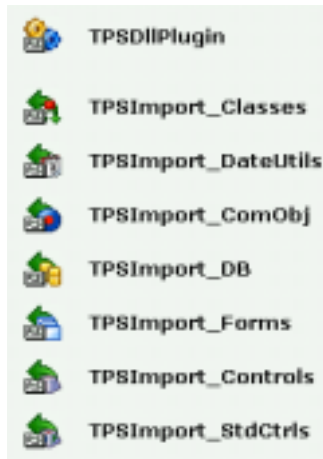 TPSDllPlugin
TPSImport_Classes
TPSImport_DateUtils
TPSImport_ComObj
TPSImport_DB
TPSImport_Forms
TPSImport_Controls
TPSImport_StdCtrls